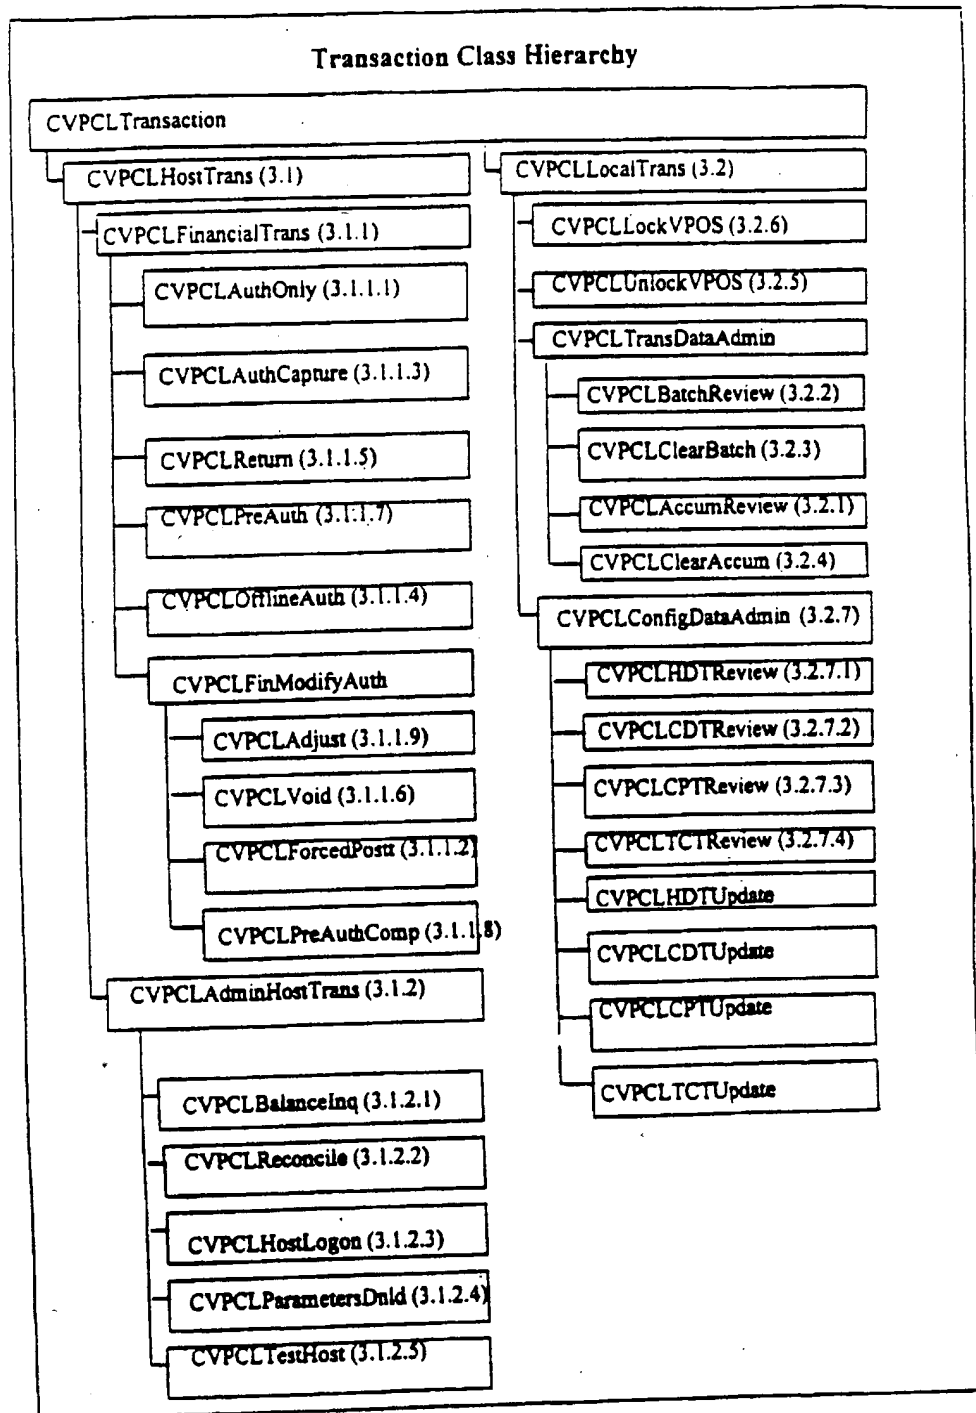 Transaction Class Hierarchy
CVPCLTransaction
CVPCLHostTrans (3.1)
CVPCLFinancialTrans (3.1.1)
CVPCLAuthOnly (3.1.1.1)
CVPCLAuthCapture (3.1.1.3)
CVPCLReturn (3.1.1.5)
CVPCLPreAuth (3.1.1.7)
CVPCLOfflineAuth (3.1.1.4)
CVPCLFinModifyAuth
CVPCLAdjust (3.1.1.9)
CVPCLVoid (3.1.1.6)
CVPCLForcedPostt (3.1.1.2)
CVPCLPreAuthComp (3.1.1.8)
CVPCLAdminHostTrans (3.1.2)
CVPCLBalanceInq (3.1.2.1)
CVPCLReconcile (3.1.2.2)
CVPCLHostLogon (3.1.2.3)
CVPCLParametersDnld (3.1.2.4)
CVPCLTestHost (3.1.2.5)
CVPCLLocalTrans (3.2)
CVPCLLockVPOS (3.2.6)
CVPCLUnlockVPOS (3.2.5)
CVPCLTransDataAdmin
CVPCLBatchReview (3.2.2)
CVPCLClearBatch (3.2.3)
CVPCLAccumReview (3.2.1)
CVPCLClearAccum (3.2.4)
CVPCLConfigDataAdmin (3.2.7)
CVPCLHDTReview (3.2.7.1)
CVPCLCDTReview (3.2.7.2)
CVPCLCPTReview (3.2.7.3)
CVPCLTCTReview (3.2.7.4)
CVPCLHDTUpdate
CVPCLCDTUpdate
CVPCLCPTUpdate
CVPCLTCTUpdate